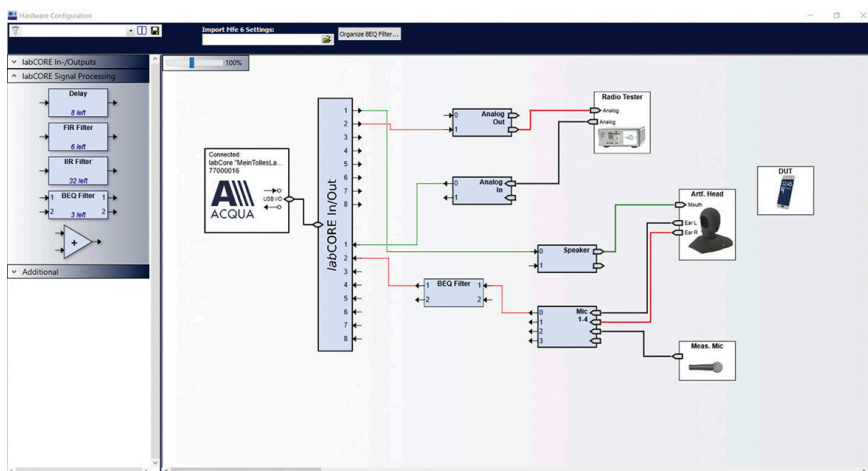 Hardware Configuration
Import Mfe 6 Settings:
Organize BEQ Filter...
labCORE In-/Outputs
labCORE Signal Processing
100%
Delay
8 left
FIR Filter
6 left
IIR Filter
32 left
BEQ Filter
1 1
2 2
3 left
+
Additional
Connected:
labCore "MeinTollesLa...
77000016
USB I/O
ACQUA
labCORE In/Out
1
2
3
4
5
6
7
8
1
2
3
4
5
6
7
8
0 Analog
1 Out
0 Analog
1 In
Radio Tester
Analog
Analog
DUT
Artf. Head
Mouth
Ear L
Ear R
0 Speaker
1
1 BEQ Filter 1
2 2
0 Mic
1 1-4
2
3
Meas. Mic